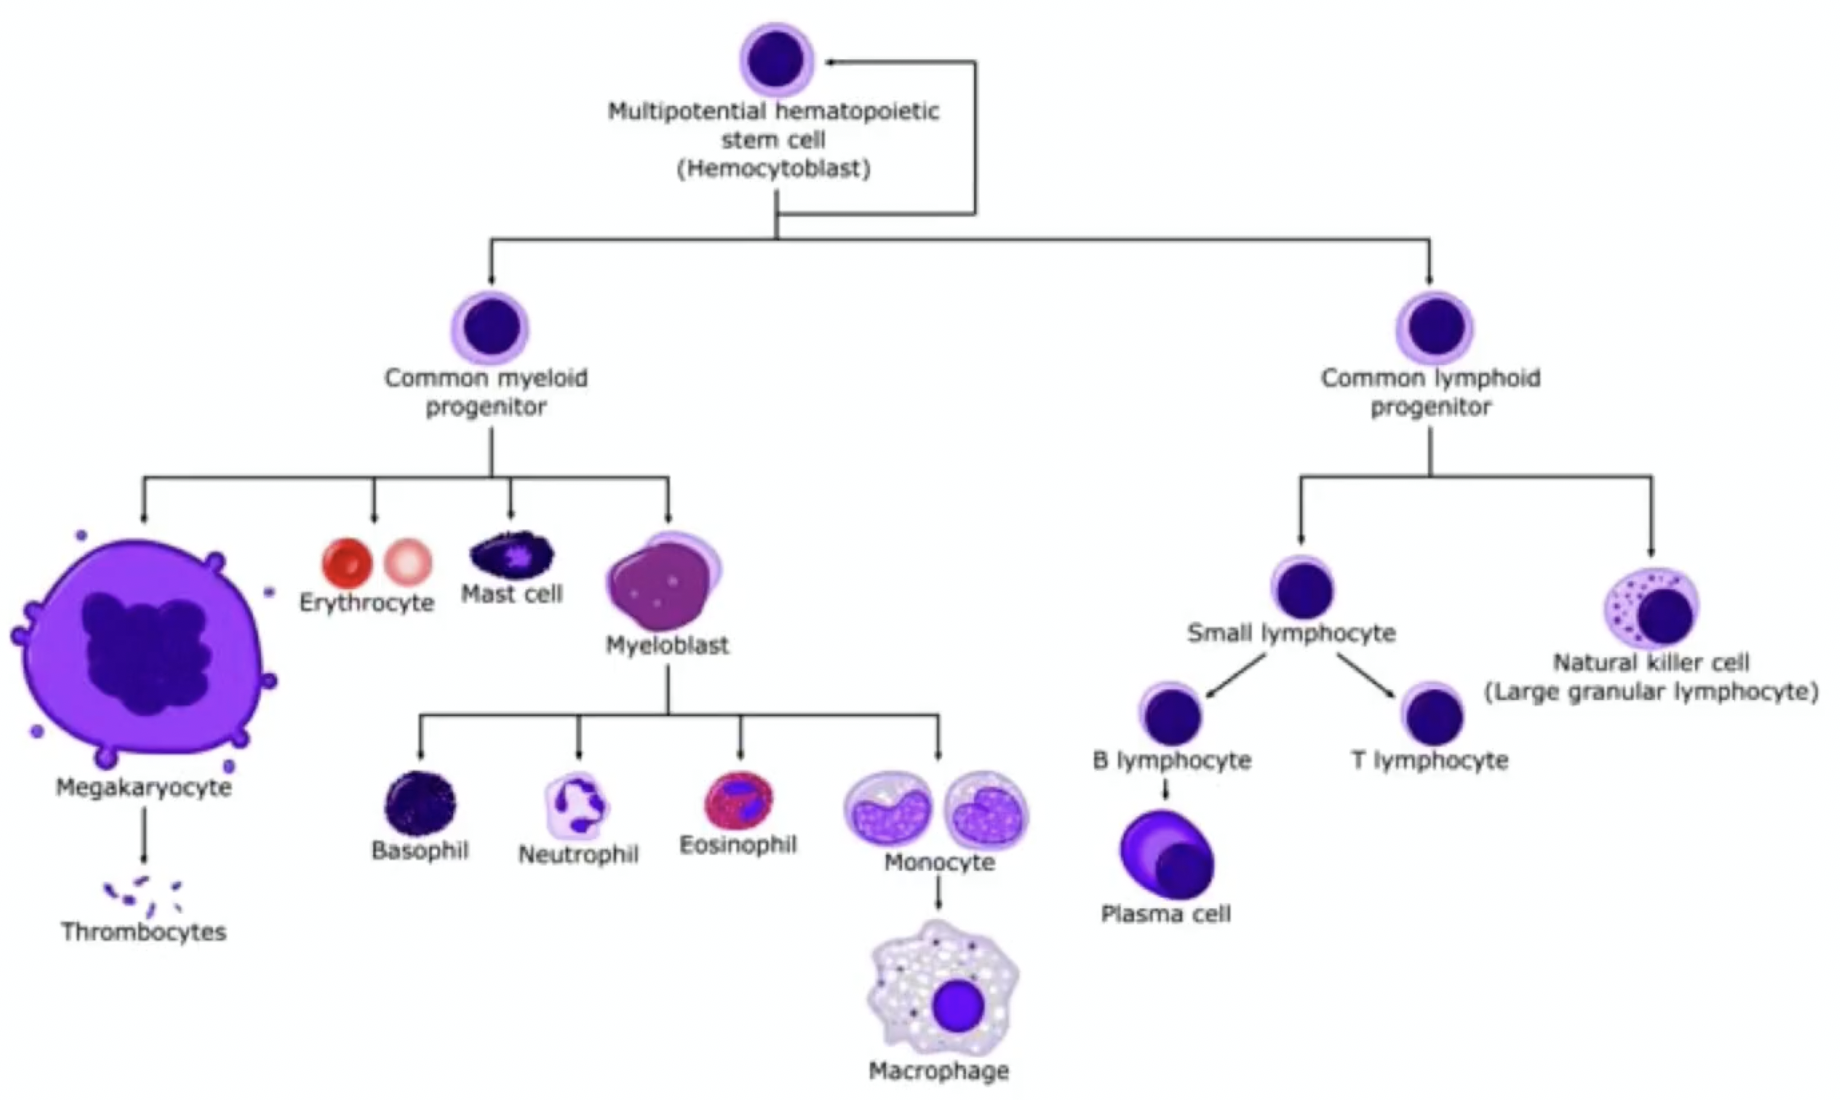 Multipotential hematopoietic
stem cell
(Hemocytoblast)
Common myeloid
progenitor
Common lymphoid
progenitor
Erythrocyte
Mast cell
Myeloblast
Small lymphocyte
Natural killer cell
(Large granular lymphocyte)
Megakaryocyte
B lymphocyte
T lymphocyte
Basophil
Neutrophil
Eosinophil
Monocyte
Plasma cell
Thrombocytes
Macrophage